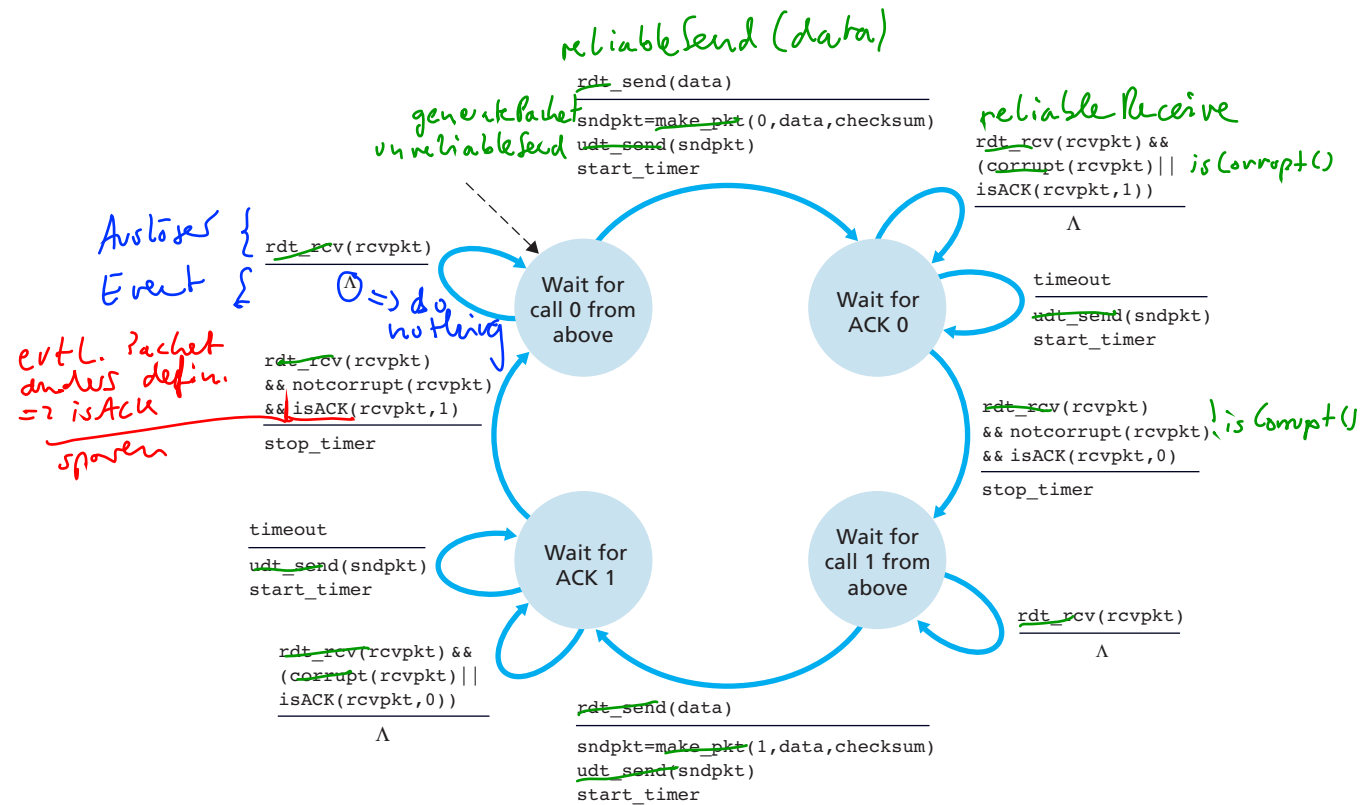 reliableSend (data)
rdt_send(data)
generatePacket
sndpkt=make_pkt(0,data,checksum)
unreliableSend
udt_send(sndpkt)
start_timer
reliableReceive
rdt_rcv(rcvpkt) &&
(corrupt(rcvpkt)||
isCorrupt()
isACK(rcvpkt,1))
Λ
Auslöser {
Event {
rdt_rcv(rcvpkt)
Λ
=> do
nothing
Wait for
call 0 from
above
Wait for
ACK 0
timeout
udt_send(sndpkt)
start_timer
evtl. Packet
anders defin.
=> isACK
sparen
rdt_rcv(rcvpkt)
&& notcorrupt(rcvpkt)
&& isACK(rcvpkt,1)
stop_timer
rdt_rcv(rcvpkt)
&& notcorrupt(rcvpkt)
! isCorrupt()
&& isACK(rcvpkt,0)
stop_timer
timeout
udt_send(sndpkt)
start_timer
Wait for
ACK 1
Wait for
call 1 from
above
rdt_rcv(rcvpkt)
Λ
rdt_rcv(rcvpkt) &&
(corrupt(rcvpkt)||
isACK(rcvpkt,0))
Λ
rdt_send(data)
sndpkt=make_pkt(1,data,checksum)
udt_send(sndpkt)
start_timer